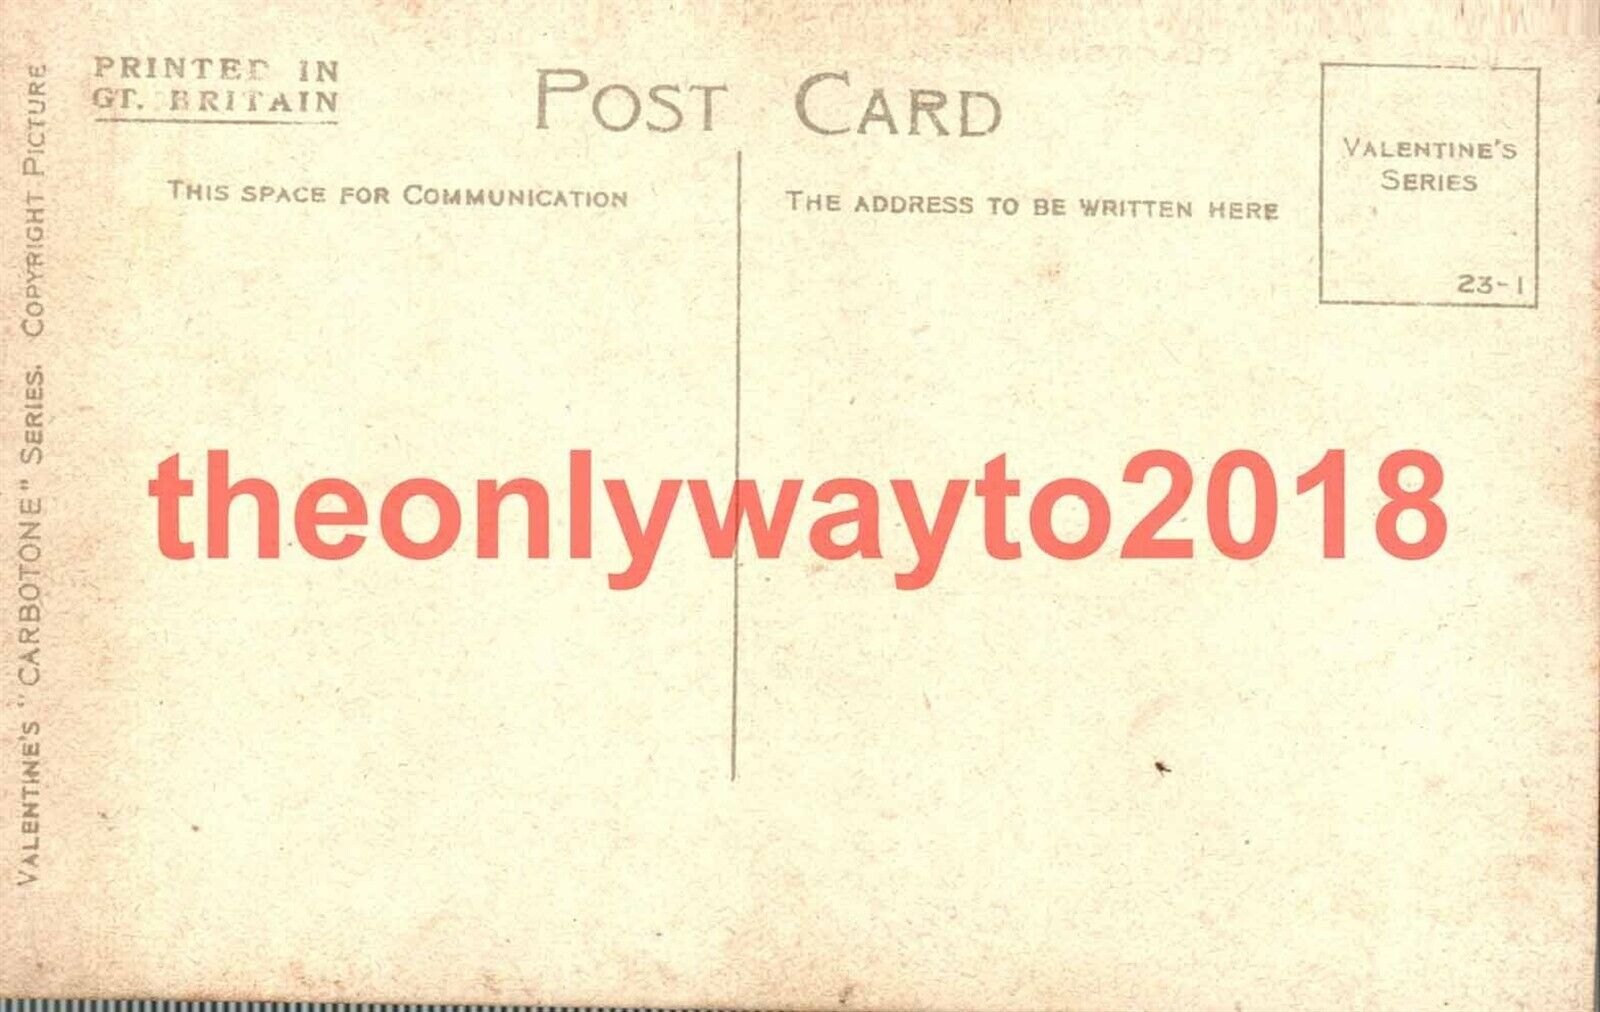 PRINTED IN
GT. BRITAIN
POST CARD
THIS SPACE FOR COMMUNICATION
THE ADDRESS TO BE WRITTEN HERE
VALENTINE'S
SERIES
23-1
VALENTINE'S "CARBOTONE" SERIES. COPYRIGHT PICTURE
theonlywayto2018